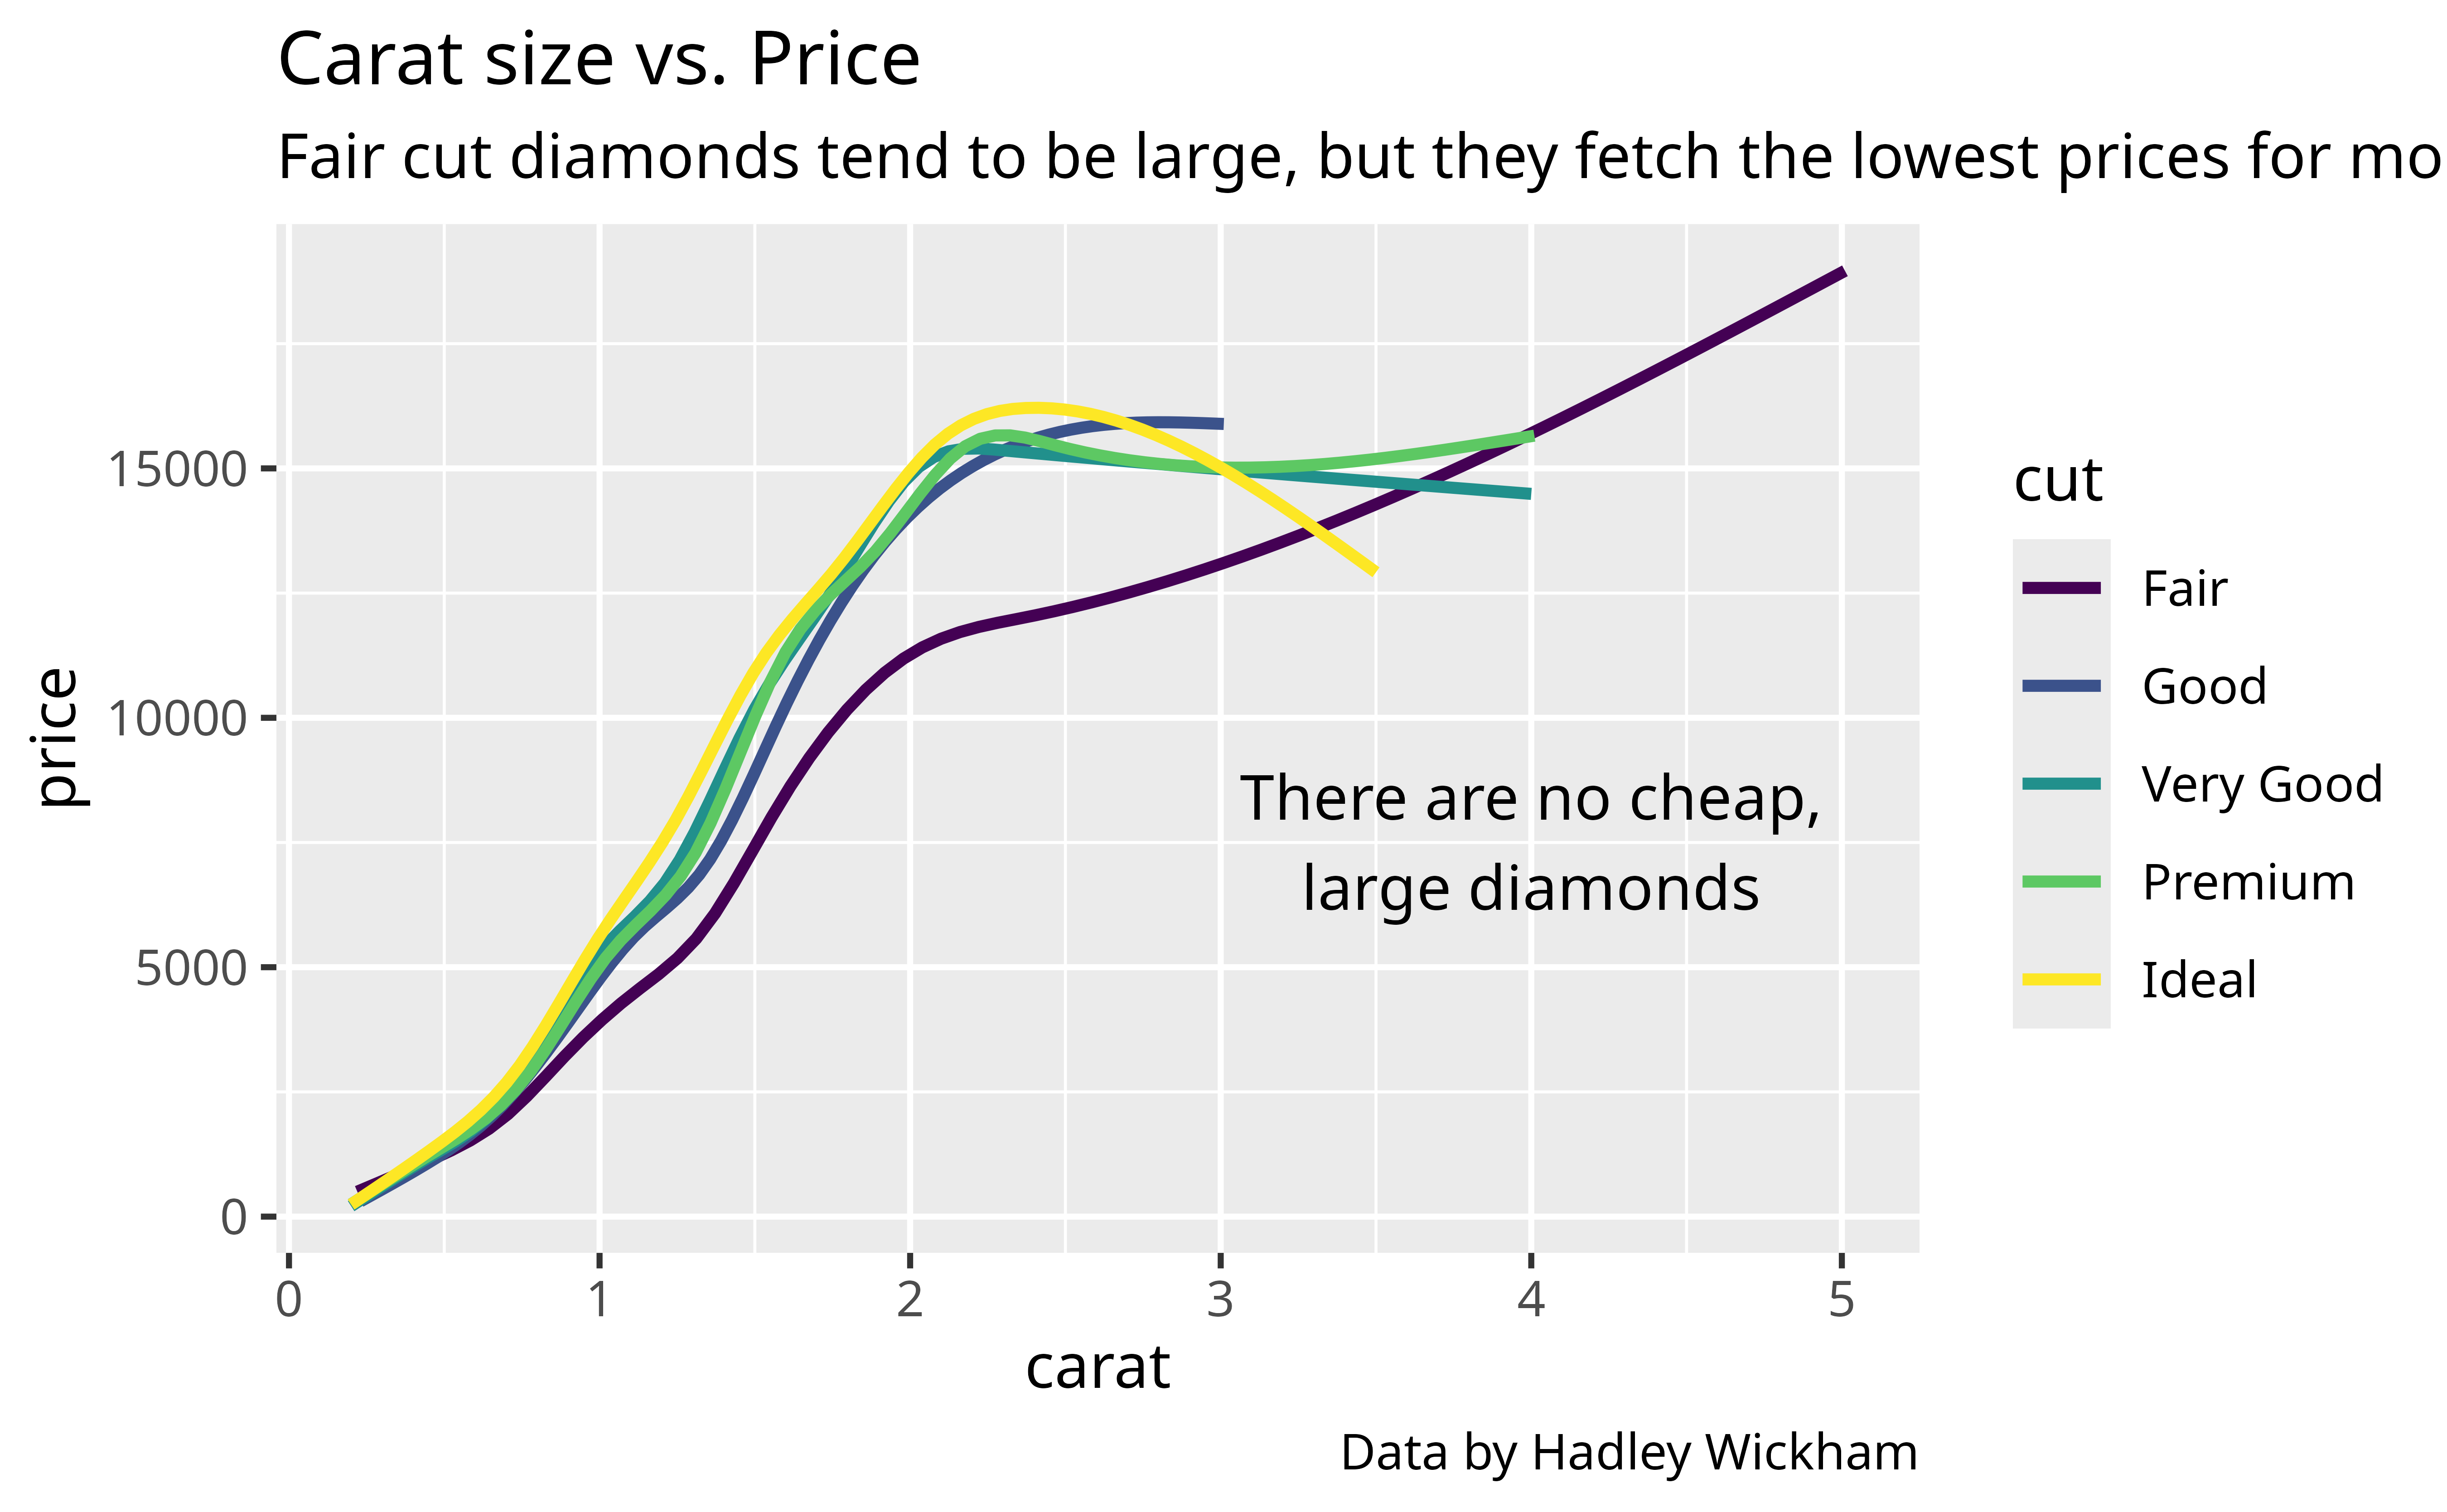 Carat size vs. Price
Fair cut diamonds tend to be large, but they fetch the lowest prices for mo
price
15000
10000
5000
0
There are no cheap,
large diamonds
0 1 2 3 4 5
carat
cut
Fair
Good
Very Good
Premium
Ideal
Data by Hadley Wickham